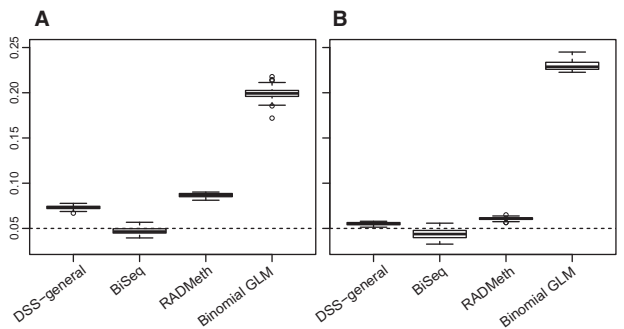 A
B
0.25
0.20
0.15
0.10
0.05
DSS−general
BiSeq
RADMeth
Binomial GLM
DSS−general
BiSeq
RADMeth
Binomial GLM